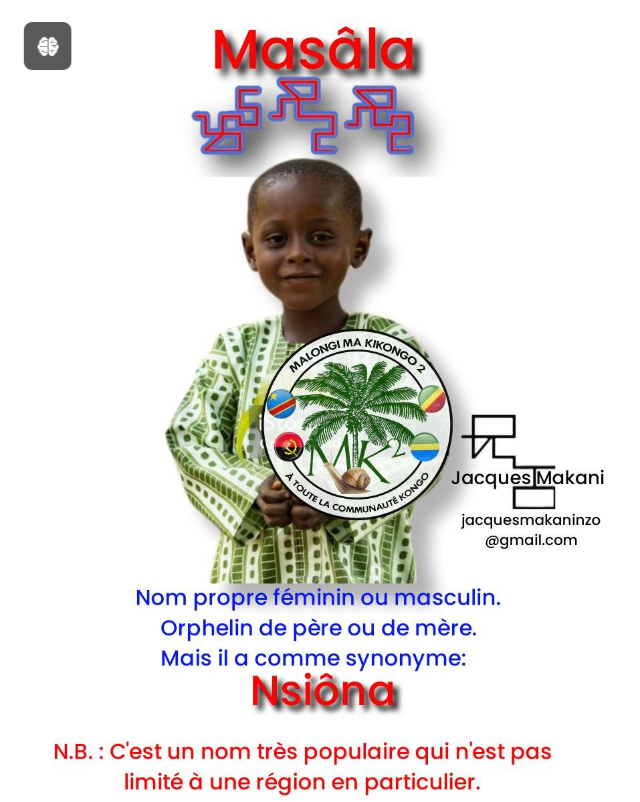 Masâla
MALONGI MA KIKONGO 2
MK²
À TOUTE LA COMMUNAUTÉ KONGO
Jacques Makani
jacquesmakaninzo
@gmail.com
Nom propre féminin ou masculin.
Orphelin de père ou de mère.
Mais il a comme synonyme:
Nsiôna
N.B. : C'est un nom très populaire qui n'est pas
limité à une région en particulier.